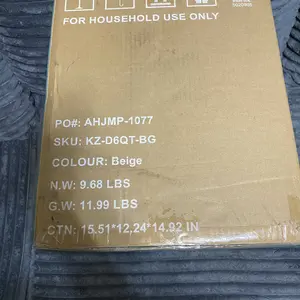 FOR HOUSEHOLD USE ONLY
PO#: AHJMP-1077
SKU: KZ-D6QT-BG
COLOUR: Beige
N.W: 9.68 LBS
G.W: 11.99 LBS
CTN: 15.51*12.24*14.92 IN